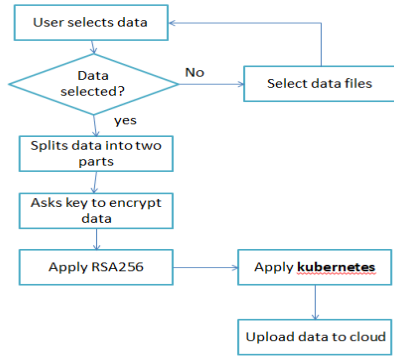 User selects data
Data
selected?
No
Select data files
yes
Splits data into two
parts
Asks key to encrypt
data
Apply RSA256
Apply kubernetes
Upload data to cloud